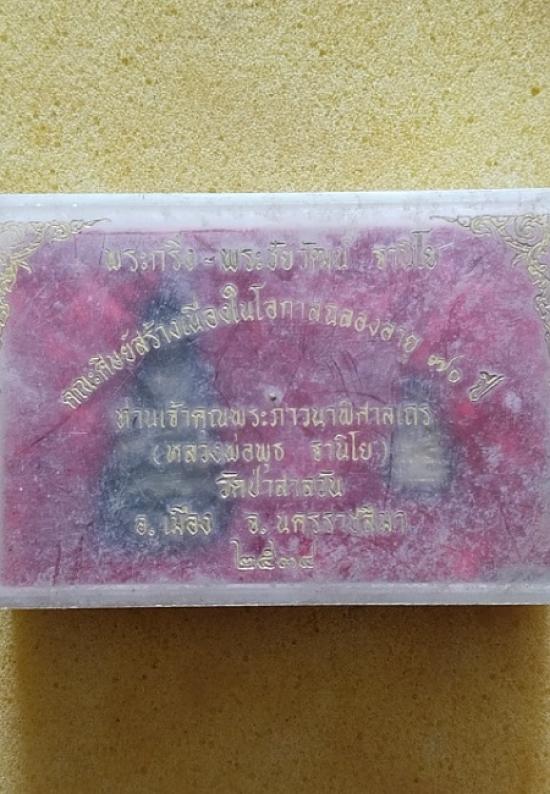 พระกริ่ง - พระชัยวัฒน์ ฐานิโย
คณะศิษย์สร้างเนื่องในโอกาสฉลองอายุ ๗๐ ปี
ท่านเจ้าคุณพระภาวนาพิศาลเถร
(หลวงพ่อพุธ ฐานิโย)
วัดป่าสาลวัน
อ. เมือง จ. นครราชสีมา
๒๕๓๔